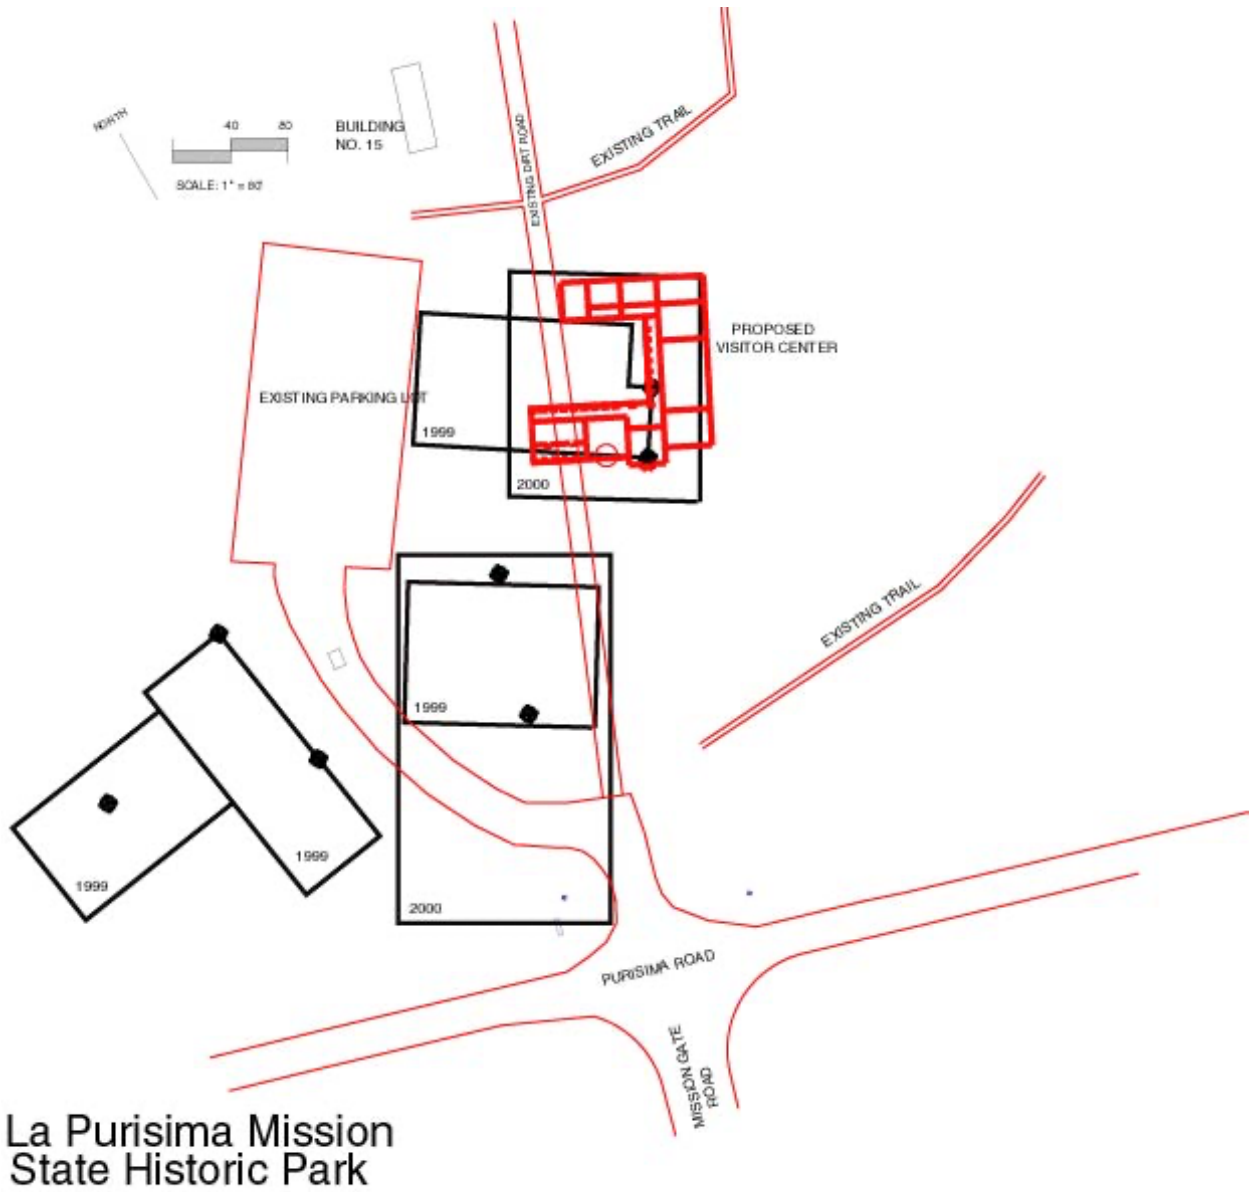 NORTH
40 80
SCALE: 1" = 80'
BUILDING
NO. 15
EXISTING DIRT ROAD
EXISTING TRAIL
PROPOSED
VISITOR CENTER
EXISTING PARKING LOT
1999
2000
EXISTING TRAIL
1999
1999
1999
2000
PURISIMA ROAD
MISSION GATE
ROAD
La Purisima Mission
State Historic Park